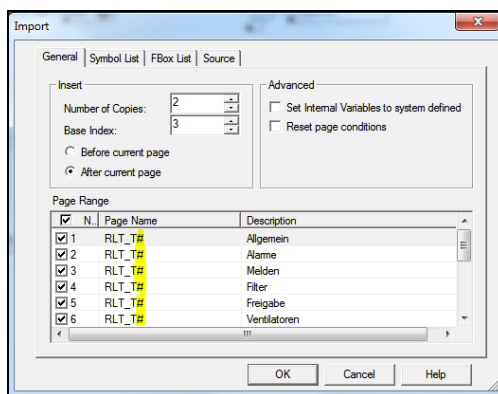 Import
General Symbol List FBox List Source
Insert
Number of Copies: 2
Base Index: 3
Before current page
After current page
Advanced
Set Internal Variables to system defined
Reset page conditions
Page Range
N.. Page Name Description
1 RLT_T# Allgemein
2 RLT_T# Alarme
3 RLT_T# Melden
4 RLT_T# Filter
5 RLT_T# Freigabe
6 RLT_T# Ventilatoren
OK Cancel Help